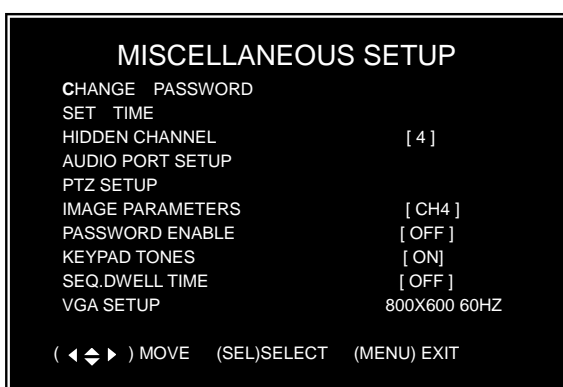 MISCELLANEOUS SETUP
CHANGE PASSWORD
SET TIME
HIDDEN CHANNEL [ 4 ]
AUDIO PORT SETUP
PTZ SETUP
IMAGE PARAMETERS [ CH4 ]
PASSWORD ENABLE [ OFF ]
KEYPAD TONES [ ON]
SEQ.DWELL TIME [ OFF ]
VGA SETUP 800X600 60HZ
( ) MOVE (SEL)SELECT (MENU) EXIT